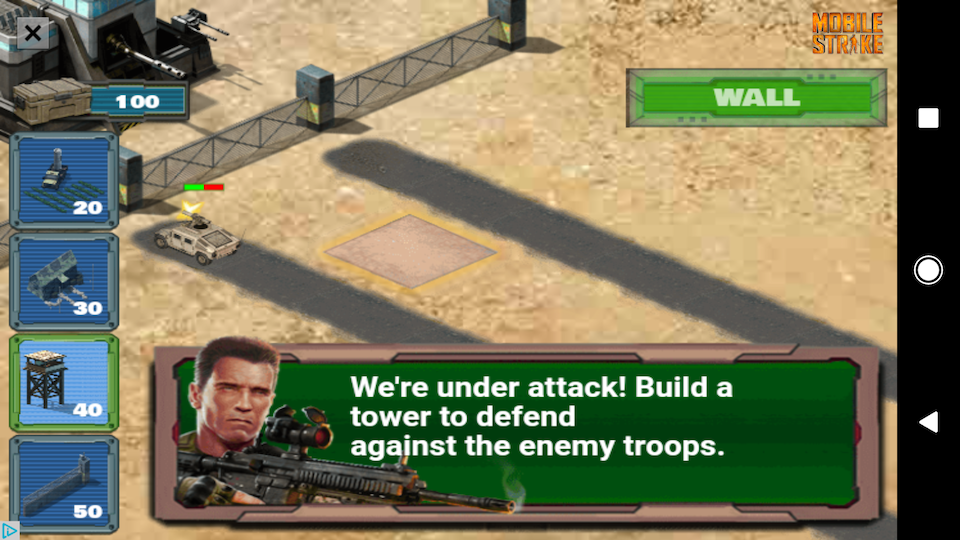 MOBILE
STRIKE
100
WALL
20
30
40
50
We're under attack! Build a
tower to defend
against the enemy troops.